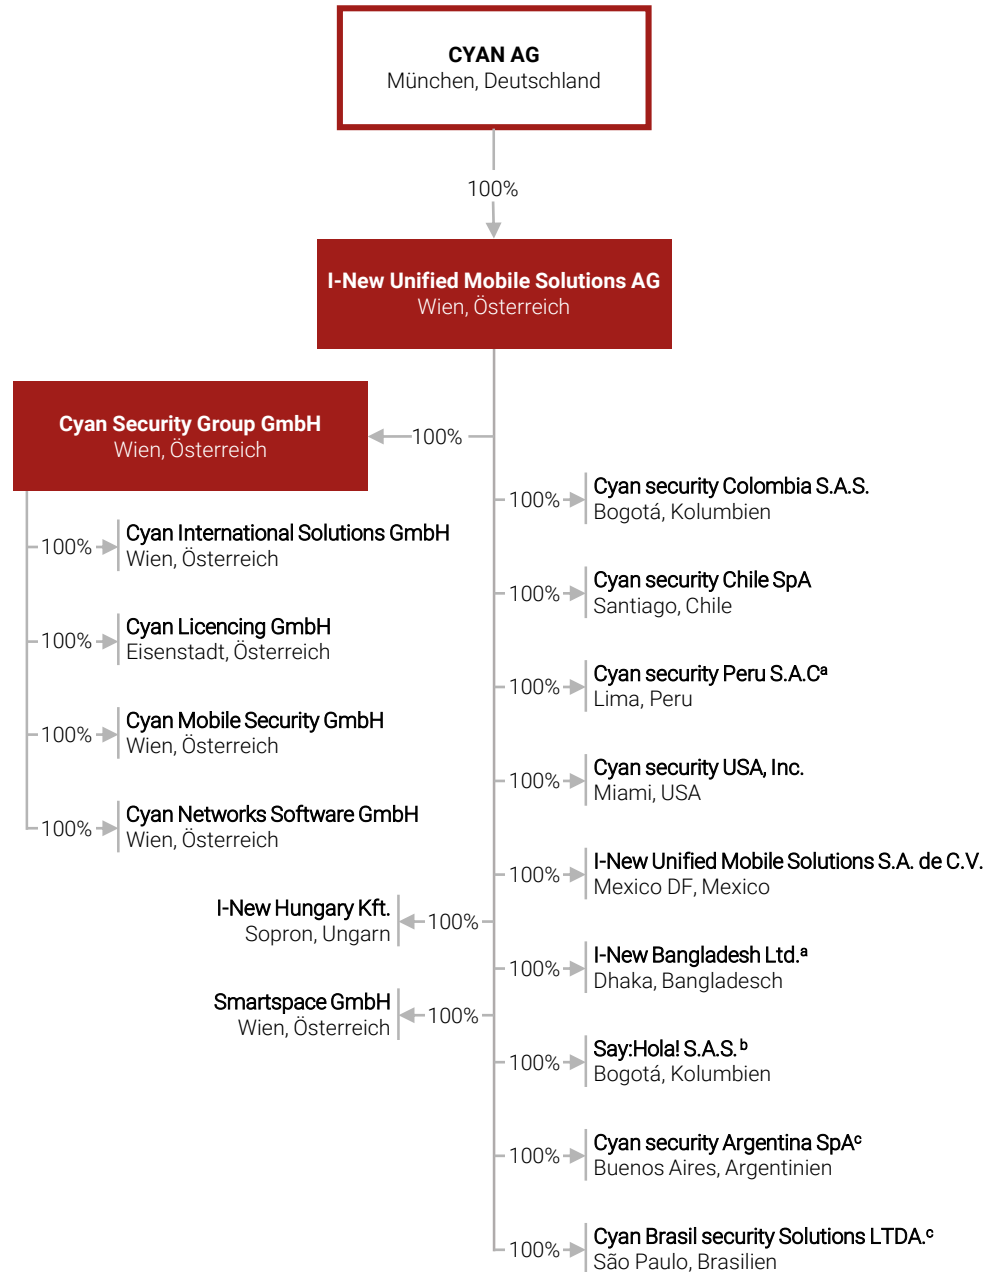 CYAN AG
München, Deutschland
100%
I-New Unified Mobile Solutions AG
Wien, Österreich
Cyan Security Group GmbH
Wien, Österreich
100%
100%
Cyan International Solutions GmbH
Wien, Österreich
100%
Cyan Licencing GmbH
Eisenstadt, Österreich
100%
Cyan Mobile Security GmbH
Wien, Österreich
100%
Cyan Networks Software GmbH
Wien, Österreich
I-New Hungary Kft.
Sopron, Ungarn
100%
Smartspace GmbH
Wien, Österreich
100%
100%
Cyan security Colombia S.A.S.
Bogotá, Kolumbien
100%
Cyan security Chile SpA
Santiago, Chile
100%
Cyan security Peru S.A.Cᵃ
Lima, Peru
100%
Cyan security USA, Inc.
Miami, USA
100%
I-New Unified Mobile Solutions S.A. de C.V.
Mexico DF, Mexico
100%
I-New Bangladesh Ltd.ᵃ
Dhaka, Bangladesch
100%
Say:Hola! S.A.S.ᵇ
Bogotá, Kolumbien
100%
Cyan security Argentina SpAᶜ
Buenos Aires, Argentinien
100%
Cyan Brasil security Solutions LTDA.ᶜ
São Paulo, Brasilien